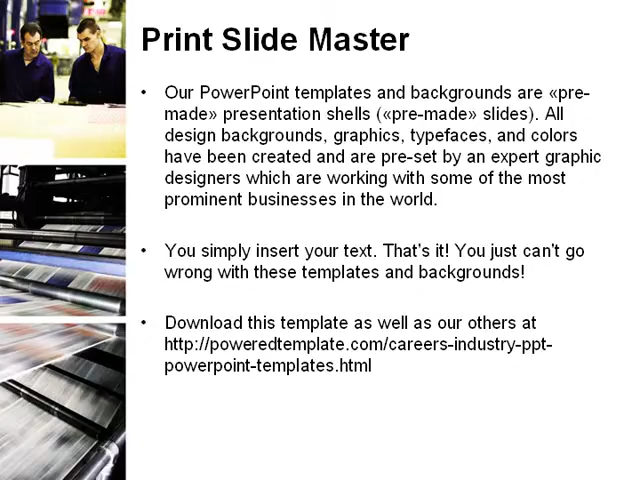 Print Slide Master
• Our PowerPoint templates and backgrounds are «pre-
made» presentation shells («pre-made» slides). All
design backgrounds, graphics, typefaces, and colors
have been created and are pre-set by an expert graphic
designers which are working with some of the most
prominent businesses in the world.
• You simply insert your text. That's it! You just can't go
wrong with these templates and backgrounds!
• Download this template as well as our others at
http://poweredtemplate.com/careers-industry-ppt-
powerpoint-templates.html